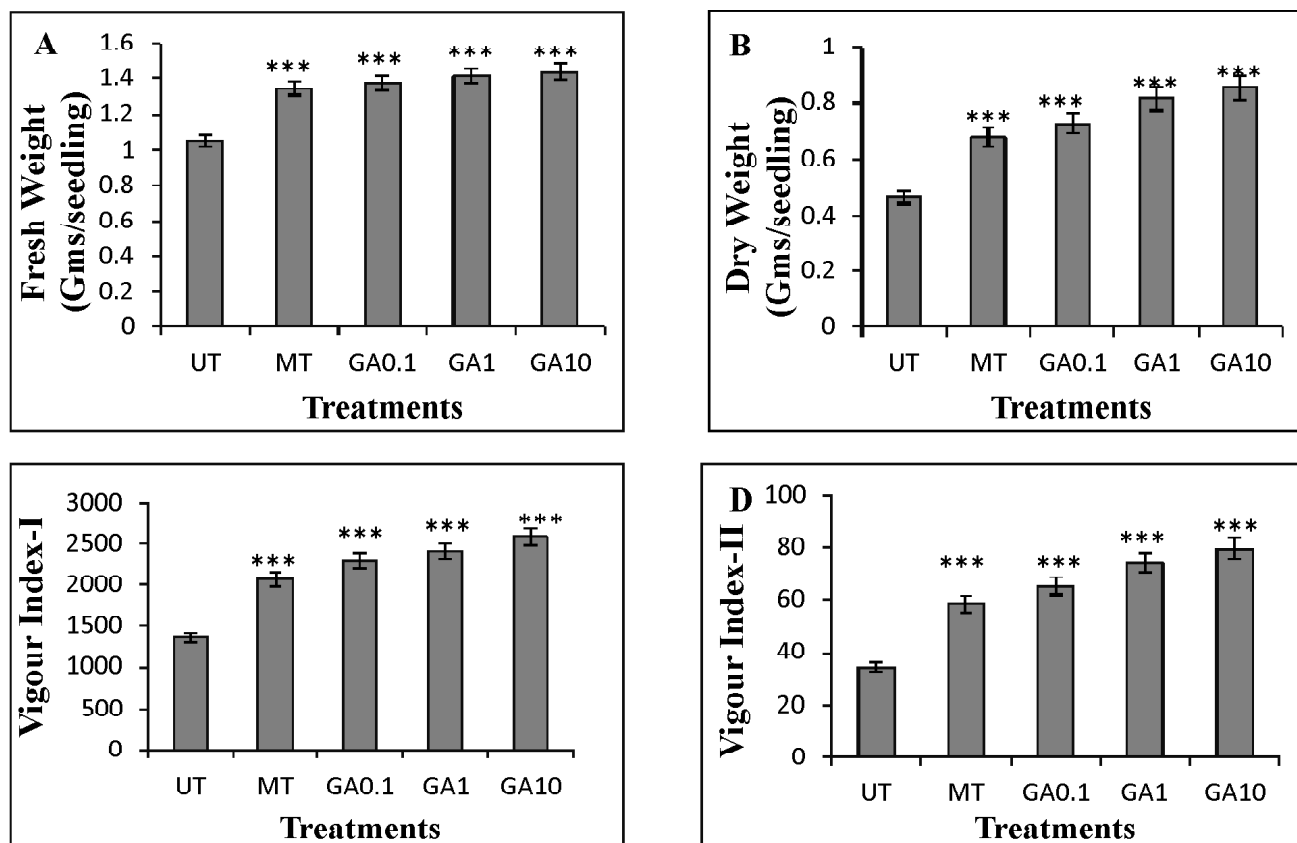 A
1.6
1.4
1.2
1
0.8
0.6
0.4
0.2
0
Fresh Weight
(Gms/seedling)
*** *** *** ***
UT MT GA0.1 GA1 GA10
Treatments
B
1
0.8
0.6
0.4
0.2
0
Dry Weight
(Gms/seedling)
*** *** *** ***
UT MT GA0.1 GA1 GA10
Treatments
3000
2500
2000
1500
1000
500
0
Vigour Index-I
*** *** *** ***
UT MT GA0.1 GA1 GA10
Treatments
D
100
80
60
40
20
0
Vigour Index-II
*** *** *** ***
UT MT GA0.1 GA1 GA10
Treatments